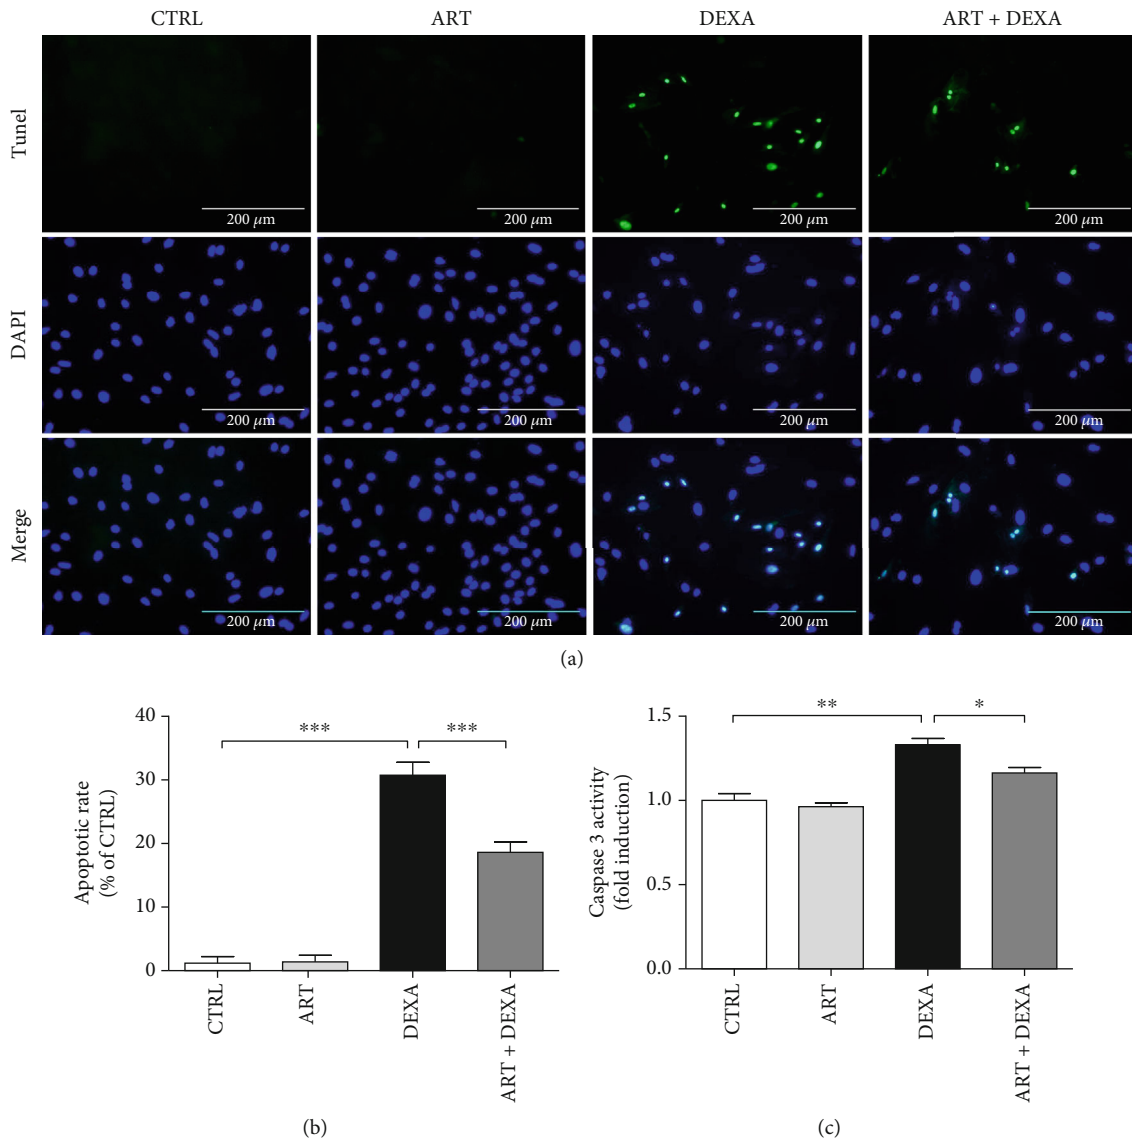 CTRL ART DEXA ART + DEXA
Tunel
200 μm 200 μm 200 μm 200 μm
DAPI
200 μm 200 μm 200 μm 200 μm
Merge
200 μm 200 μm 200 μm 200 μm
(a)
Apoptotic rate
(% of CTRL)
40
30
20
10
0
*** ***
CTRL
ART
DEXA
ART + DEXA
(b)
Caspase 3 activity
(fold induction)
1.5
1.0
0.5
0.0
** *
CTRL
ART
DEXA
ART + DEXA
(c)